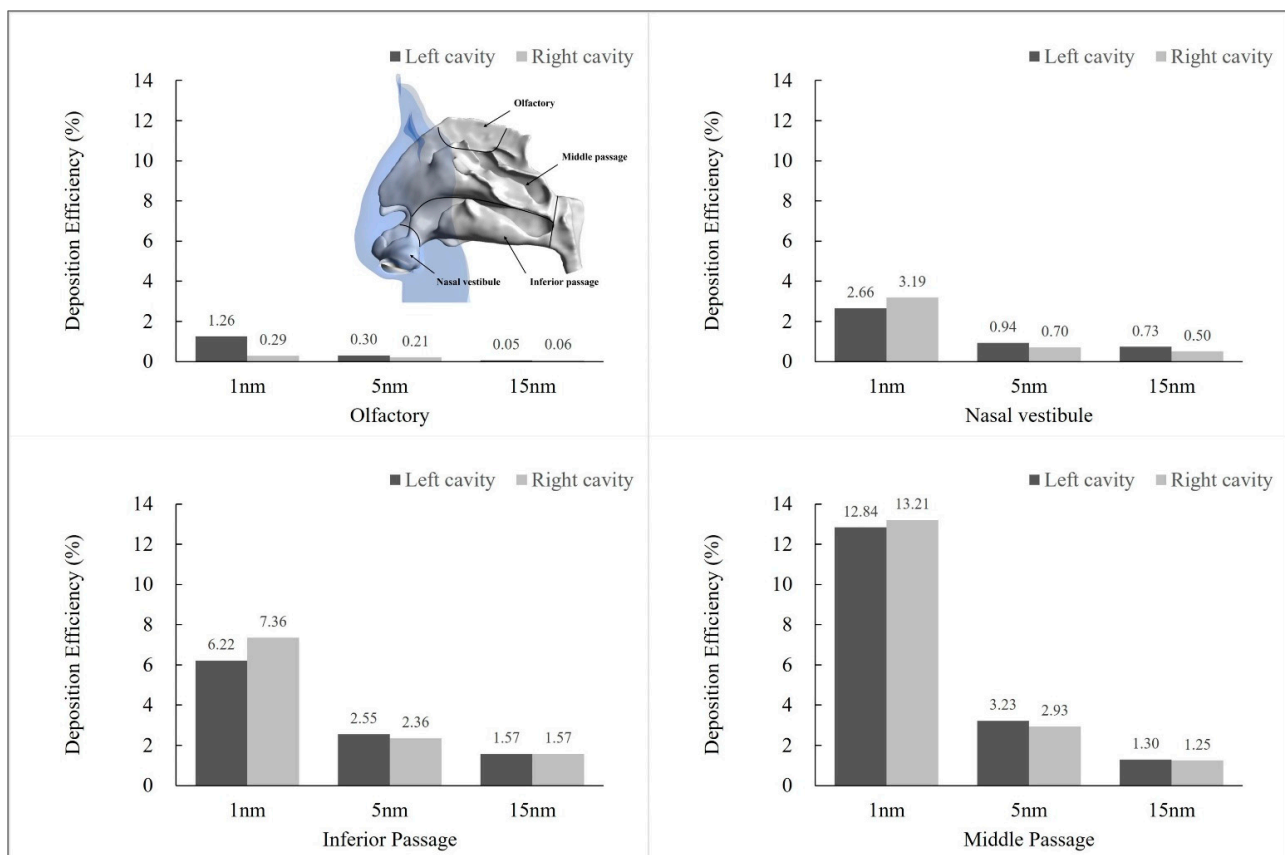 Left cavity Right cavity
Deposition Efficiency (%)
14
12
10
8
6
4
2
0
Olfactory
Middle passage
Nasal vestibule
Inferior passage
1.26 0.29 0.30 0.21 0.05 0.06
1nm 5nm 15nm
Olfactory
Left cavity Right cavity
Deposition Efficiency (%)
14
12
10
8
6
4
2
0
2.66 3.19 0.94 0.70 0.73 0.50
1nm 5nm 15nm
Nasal vestibule
Left cavity Right cavity
Deposition Efficiency (%)
14
12
10
8
6
4
2
0
6.22 7.36 2.55 2.36 1.57 1.57
1nm 5nm 15nm
Inferior Passage
Left cavity Right cavity
Deposition Efficiency (%)
14
12
10
8
6
4
2
0
12.84 13.21 3.23 2.93 1.30 1.25
1nm 5nm 15nm
Middle Passage